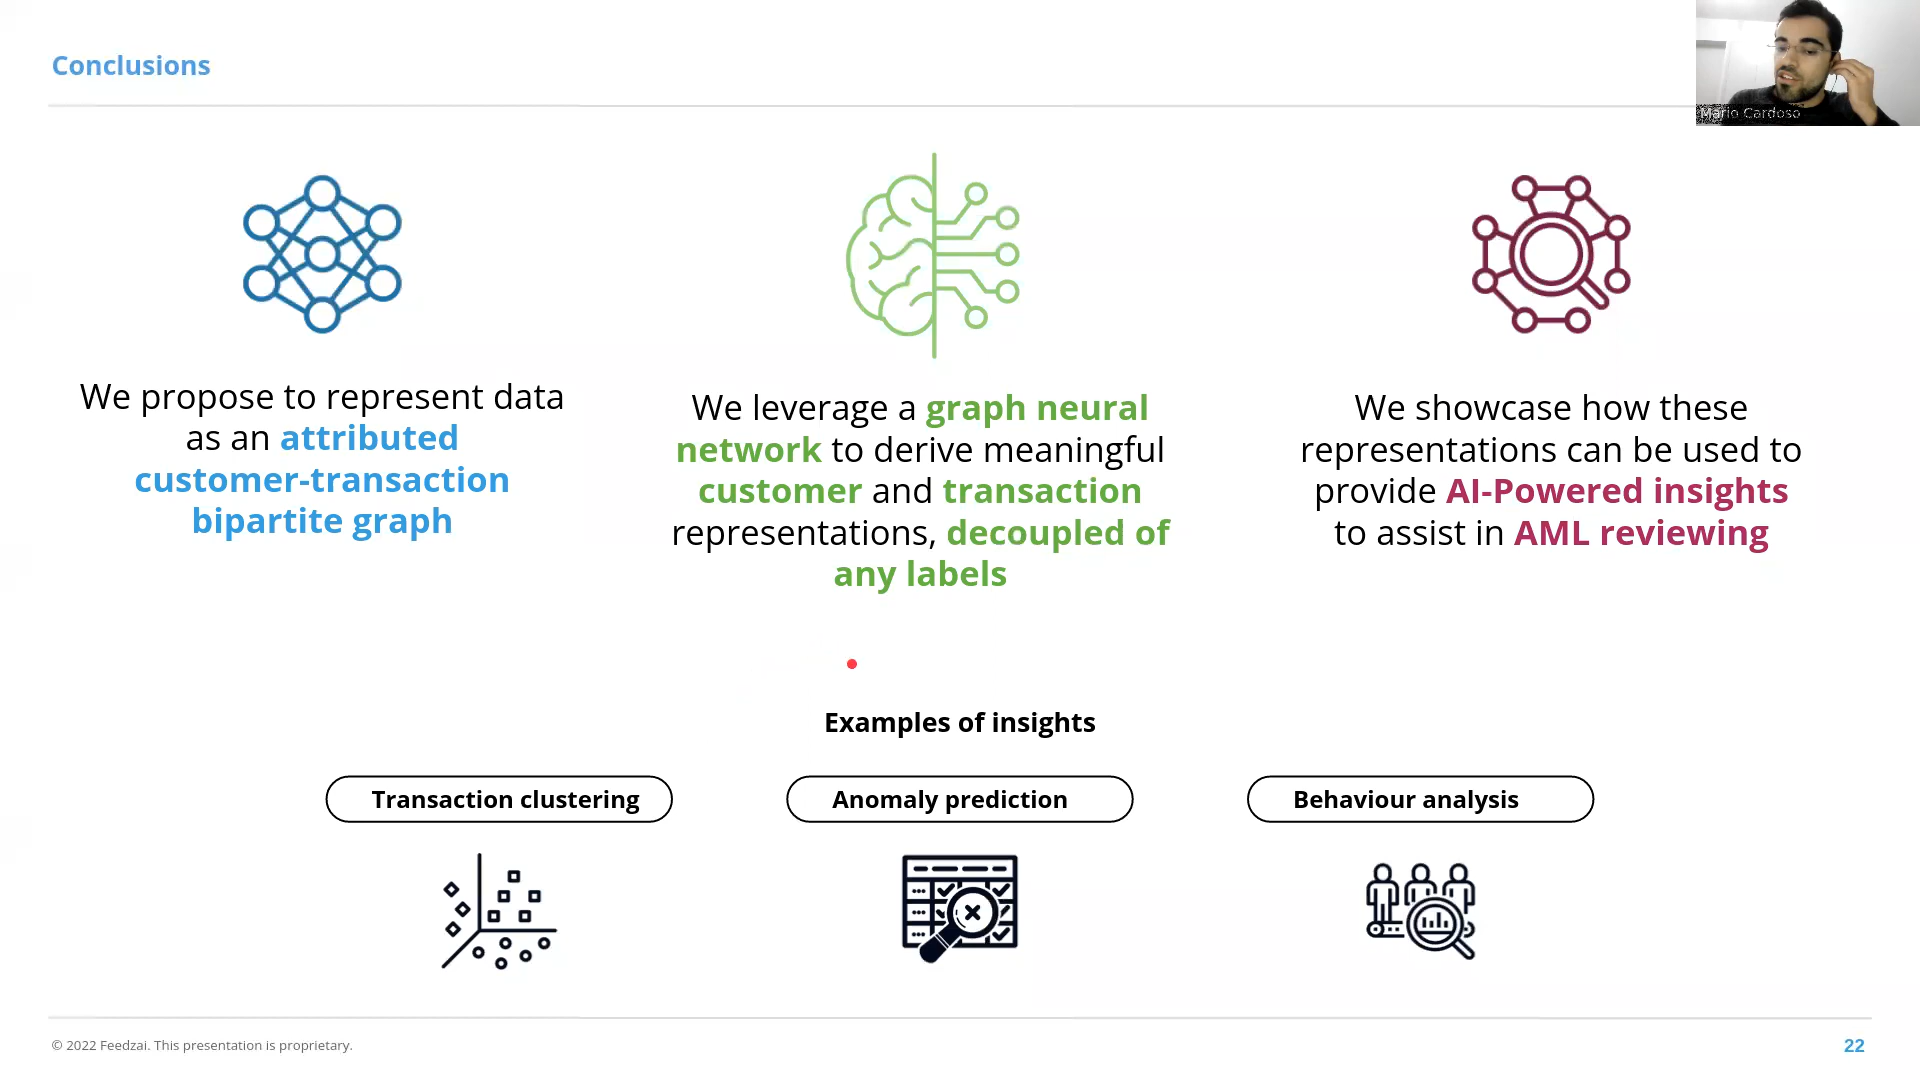 Conclusions
Mário Cardoso
We propose to represent data
as an attributed
customer-transaction
bipartite graph
We leverage a graph neural
network to derive meaningful
customer and transaction
representations, decoupled of
any labels
We showcase how these
representations can be used to
provide AI-Powered insights
to assist in AML reviewing
Examples of insights
Transaction clustering
Anomaly prediction
Behaviour analysis
© 2022 Feedzai. This presentation is proprietary.
22